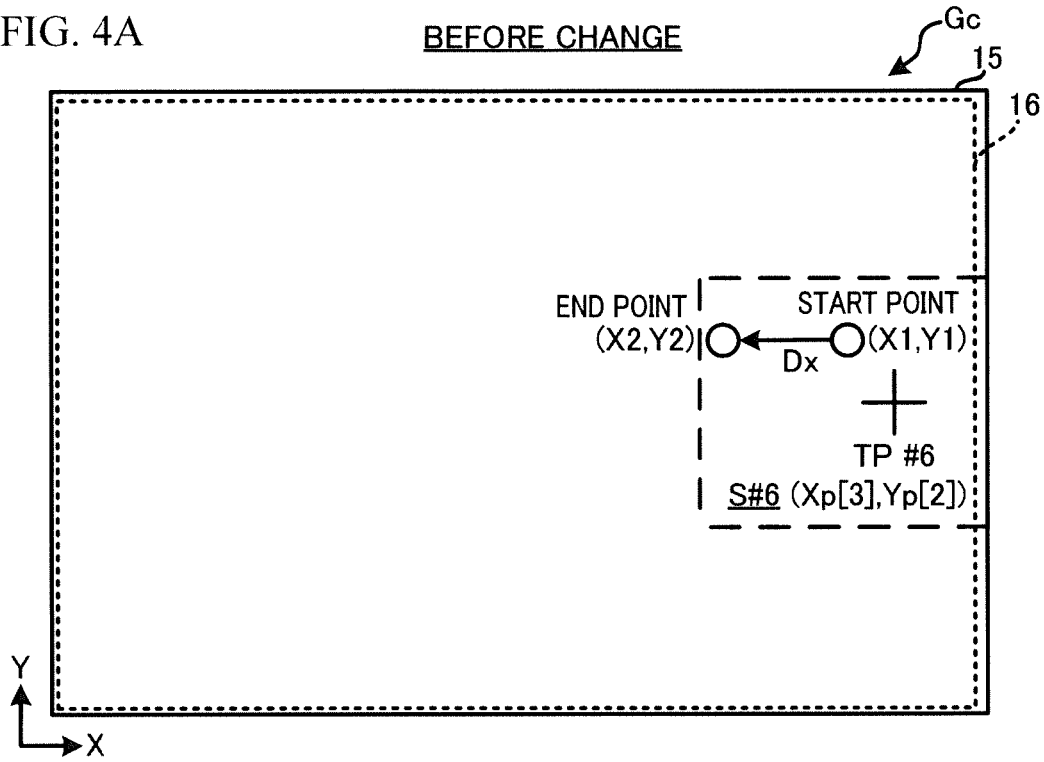 FIG. 4A
BEFORE CHANGE
Gc
15
16
END POINT
(X2,Y2)
START POINT
(X1,Y1)
Dx
TP #6
S#6 (Xp[3],Yp[2])
Y
X